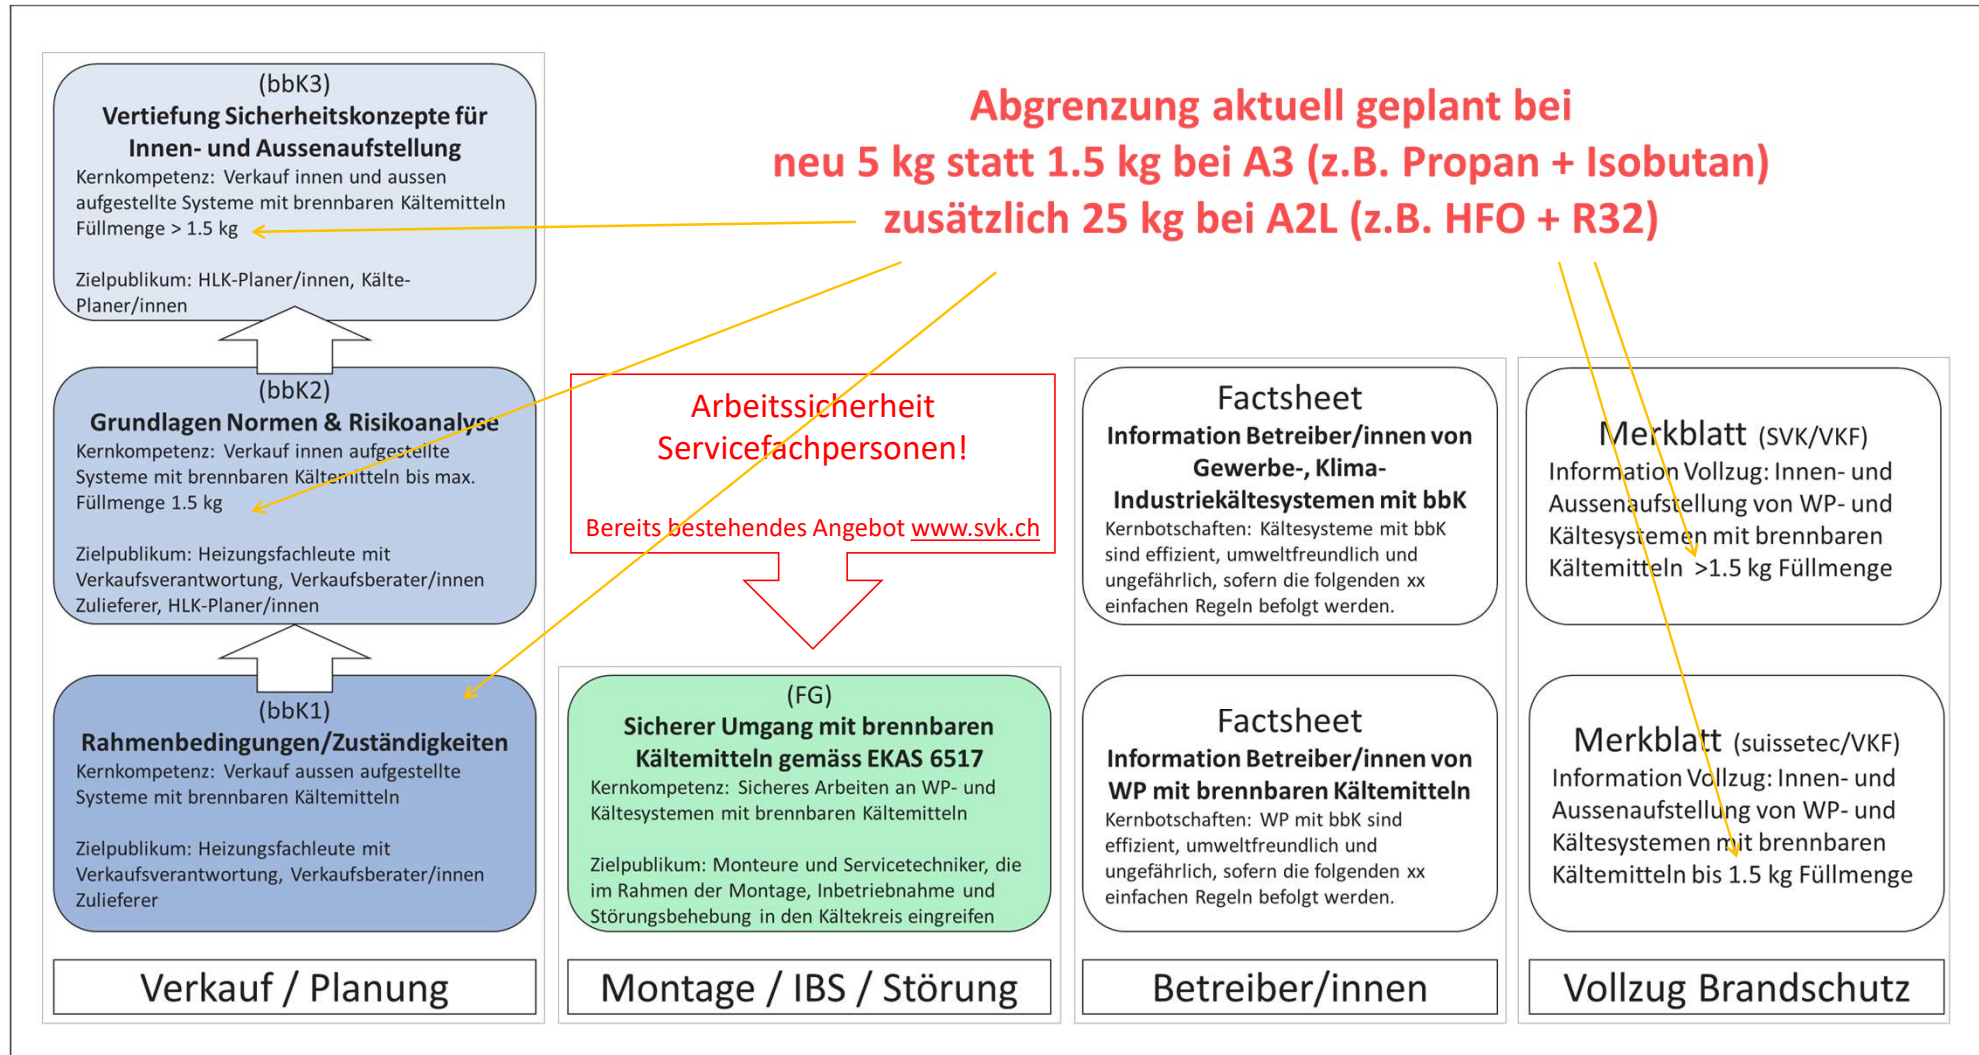 (bbK3)
Vertiefung Sicherheitskonzepte für
Innen- und Aussenaufstellung
Kernkompetenz: Verkauf innen und aussen
aufgestellte Systeme mit brennbaren Kältemitteln
Füllmenge > 1.5 kg
Zielpublikum: HLK-Planer/innen, Kälte-
Planer/innen
(bbK2)
Grundlagen Normen & Risikoanalyse
Kernkompetenz: Verkauf innen aufgestellte
Systeme mit brennbaren Kältemitteln bis max.
Füllmenge 1.5 kg
Zielpublikum: Heizungsfachleute mit
Verkaufsverantwortung, Verkaufsberater/innen
Zulieferer, HLK-Planer/innen
(bbK1)
Rahmenbedingungen/Zuständigkeiten
Kernkompetenz: Verkauf aussen aufgestellte
Systeme mit brennbaren Kältemitteln
Zielpublikum: Heizungsfachleute mit
Verkaufsverantwortung, Verkaufsberater/innen
Zulieferer
Verkauf / Planung
Abgrenzung aktuell geplant bei
neu 5 kg statt 1.5 kg bei A3 (z.B. Propan + Isobutan)
zusätzlich 25 kg bei A2L (z.B. HFO + R32)
Arbeitssicherheit
Servicefachpersonen!
Bereits bestehendes Angebot www.svk.ch
(FG)
Sicherer Umgang mit brennbaren
Kältemitteln gemäss EKAS 6517
Kernkompetenz: Sicheres Arbeiten an WP- und
Kältesystemen mit brennbaren Kältemitteln
Zielpublikum: Monteure und Servicetechniker, die
im Rahmen der Montage, Inbetriebnahme und
Störungsbehebung in den Kältekreis eingreifen
Montage / IBS / Störung
Factsheet
Information Betreiber/innen von
Gewerbe-, Klima-
Industriekältesystemen mit bbK
Kernbotschaften: Kältesysteme mit bbK
sind effizient, umweltfreundlich und
ungefährlich, sofern die folgenden xx
einfachen Regeln befolgt werden.
Factsheet
Information Betreiber/innen von
WP mit brennbaren Kältemitteln
Kernbotschaften: WP mit bbK sind
effizient, umweltfreundlich und
ungefährlich, sofern die folgenden xx
einfachen Regeln befolgt werden.
Betreiber/innen
Merkblatt (SVK/VKF)
Information Vollzug: Innen- und
Aussenaufstellung von WP- und
Kältesystemen mit brennbaren
Kältemitteln >1.5 kg Füllmenge
Merkblatt (suissetec/VKF)
Information Vollzug: Innen- und
Aussenaufstellung von WP- und
Kältesystemen mit brennbaren
Kältemitteln bis 1.5 kg Füllmenge
Vollzug Brandschutz